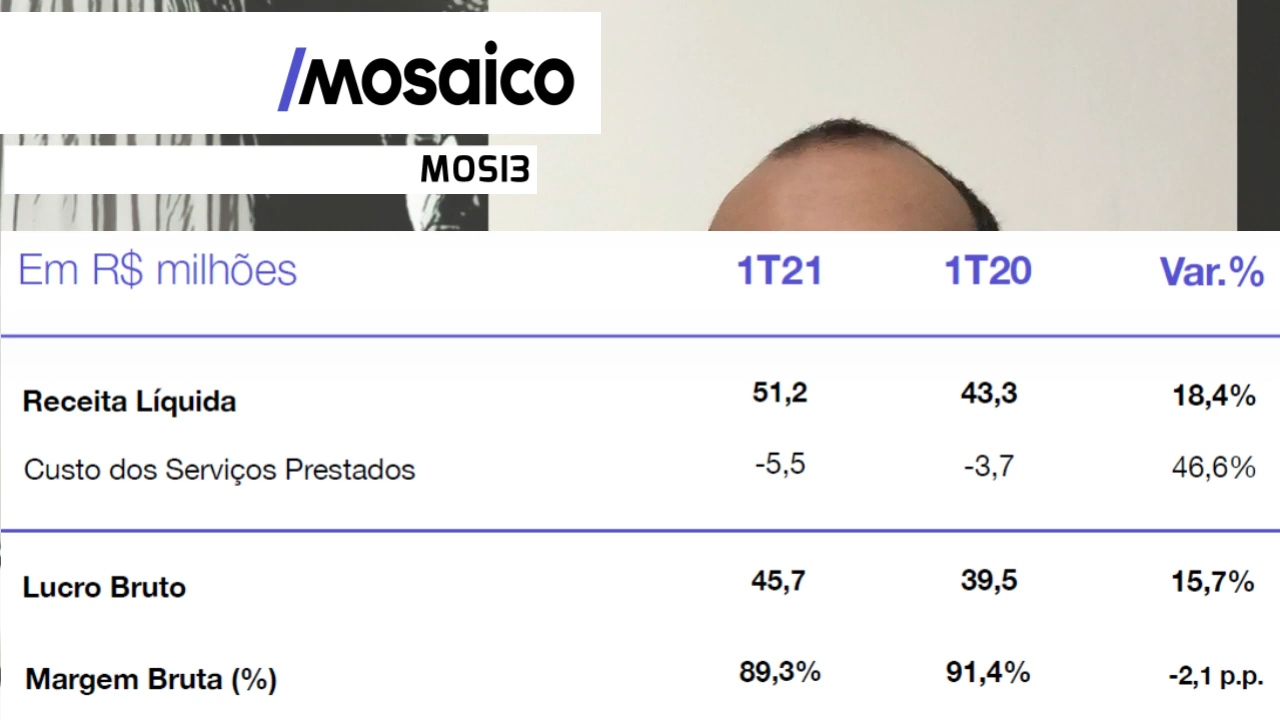 /mosaico
MOSI3
Em R$ milhões 1T21 1T20 Var.%
Receita Líquida 51,2 43,3 18,4%
Custo dos Serviços Prestados -5,5 -3,7 46,6%
Lucro Bruto 45,7 39,5 15,7%
Margem Bruta (%) 89,3% 91,4% -2,1 p.p.